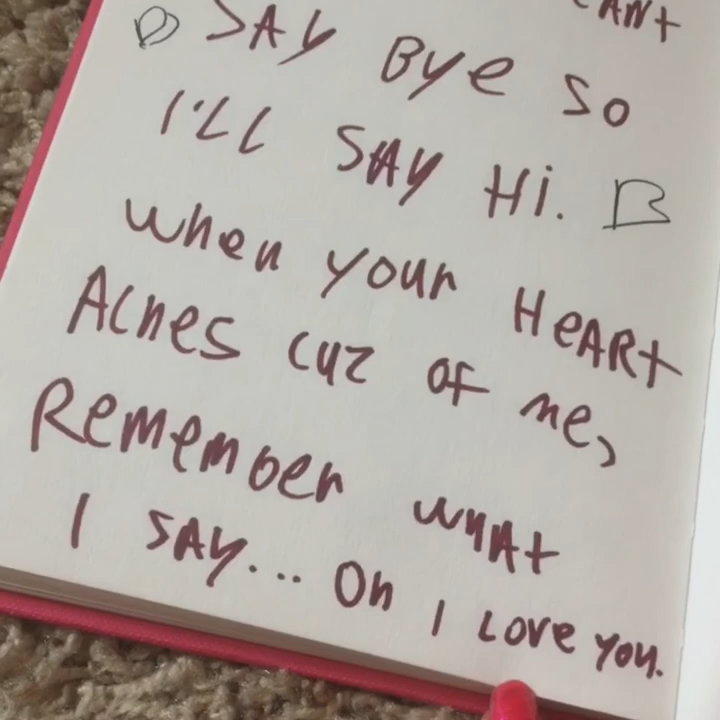 CAN't
SAY Bye so
I'LL SAY Hi.
when your HeARt
Aches cuz of me,
Remember whAt
I SAY... Oh I Love you.